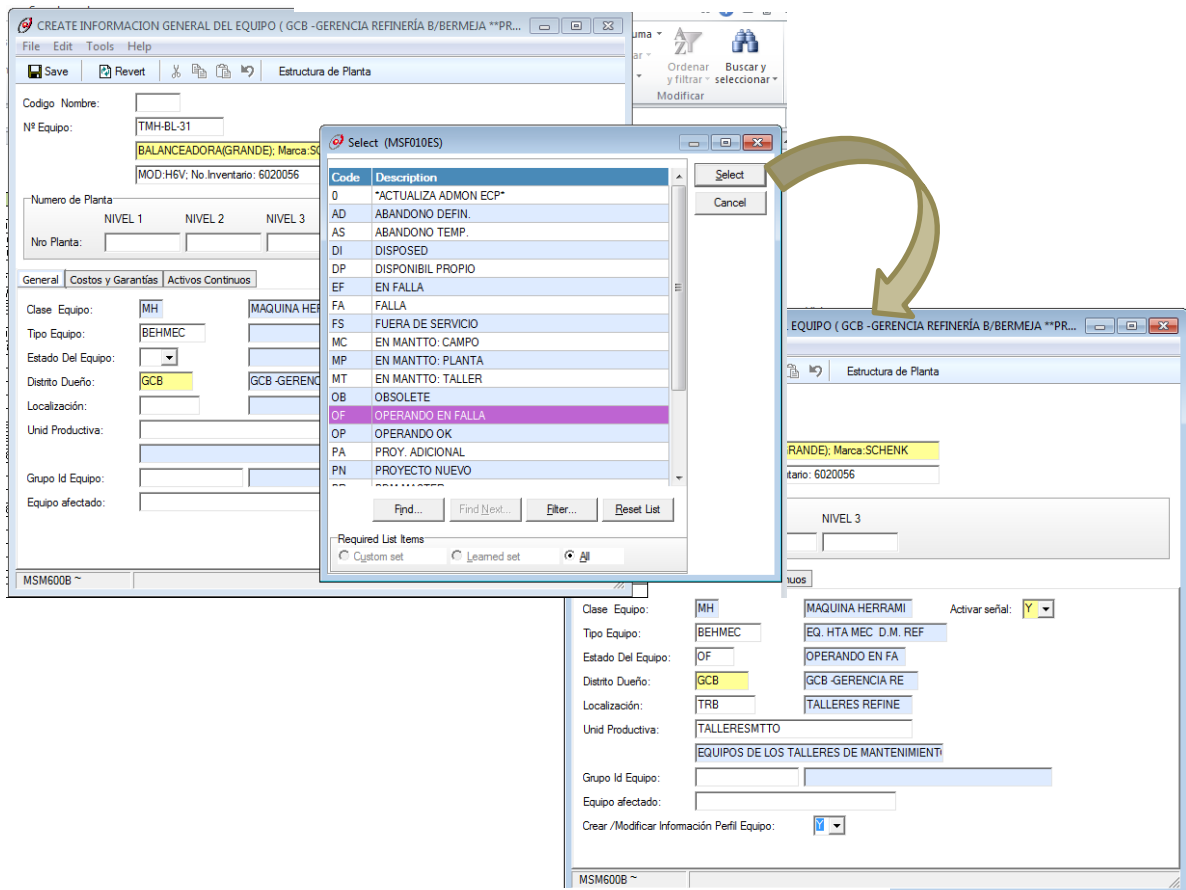 CREATE INFORMACION GENERAL DEL EQUIPO ( GCB -GERENCIA REFINERÍA B/BERMEJA **PR...
File Edit Tools Help
Save Revert Estructura de Planta
Codigo Nombre:
Nº Equipo: TMH-BL-31
BALANCEADORA(GRANDE); Marca:SC
MOD:H6V; No.Inventario: 6020056
Numero de Planta
NIVEL 1 NIVEL 2 NIVEL 3
Nro Planta:
General Costos y Garantías Activos Continuos
Clase Equipo: MH MAQUINA HER
Tipo Equipo: BEHMEC
Estado Del Equipo:
Distrito Dueño: GCB GCB -GERENC
Localización:
Unid Productiva:
Grupo Id Equipo:
Equipo afectado:
MSM600B ~
Ordenar y filtrar
Buscar y seleccionar
Modificar
Select (MSF010ES)
Code Description
0 *ACTUALIZA ADMON ECP*
AD ABANDONO DEFIN.
AS ABANDONO TEMP.
DI DISPOSED
DP DISPONIBIL PROPIO
EF EN FALLA
FA FALLA
FS FUERA DE SERVICIO
MC EN MANTTO: CAMPO
MP EN MANTTO: PLANTA
MT EN MANTTO: TALLER
OB OBSOLETE
OF OPERANDO EN FALLA
OP OPERANDO OK
PA PROY. ADICIONAL
PN PROYECTO NUEVO
Select
Cancel
Find... Find Next... Filter... Reset List
Required List Items
Custom set Learned set All
EQUIPO ( GCB -GERENCIA REFINERÍA B/BERMEJA **PR...
Estructura de Planta
RANDE); Marca:SCHENK
ntario: 6020056
NIVEL 3
nuos
Clase Equipo: MH MAQUINA HERRAMI Activar señal: Y
Tipo Equipo: BEHMEC EQ. HTA MEC D.M. REF
Estado Del Equipo: OF OPERANDO EN FA
Distrito Dueño: GCB GCB -GERENCIA RE
Localización: TRB TALLERES REFINE
Unid Productiva: TALLERESMTTO
EQUIPOS DE LOS TALLERES DE MANTENIMIENT
Grupo Id Equipo:
Equipo afectado:
Crear /Modificar Información Perfil Equipo: Y
MSM600B ~